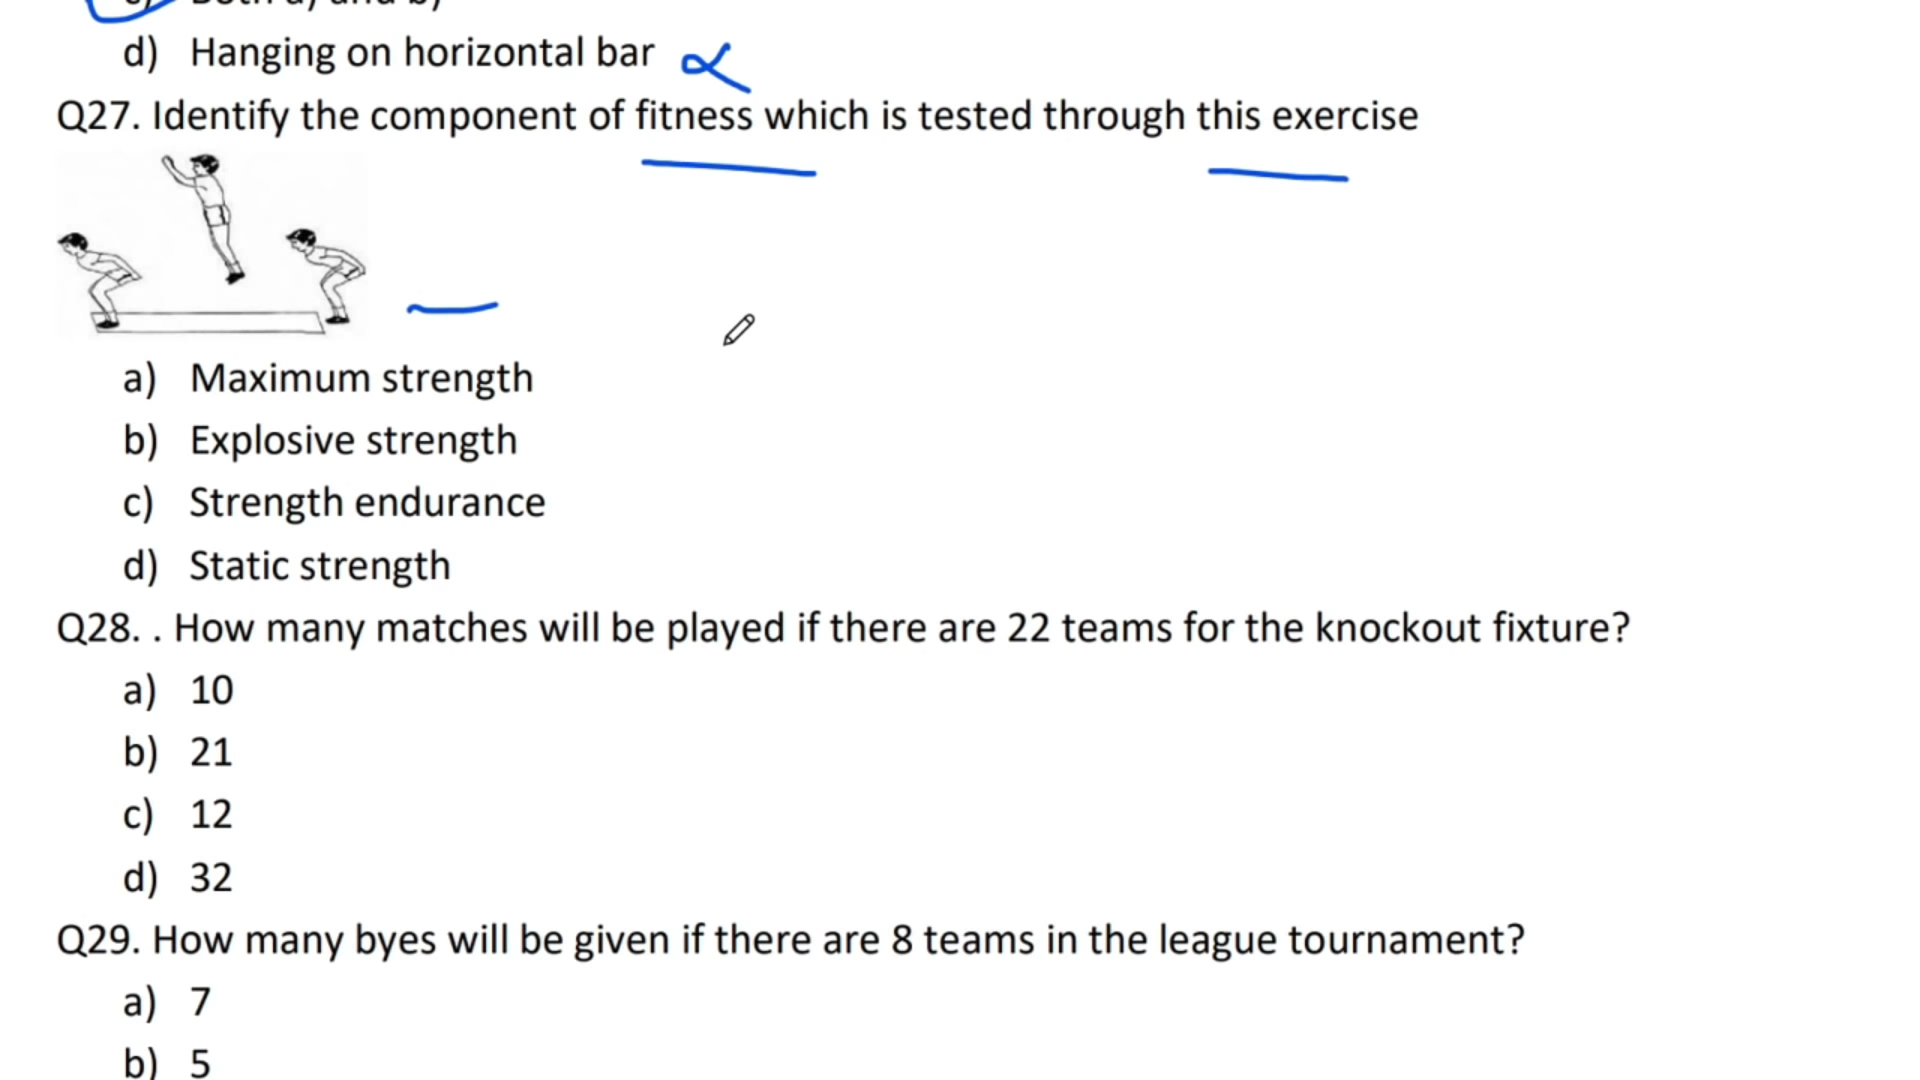 c) Both a) and b)
d) Hanging on horizontal bar
Q27. Identify the component of fitness which is tested through this exercise
a) Maximum strength
b) Explosive strength
c) Strength endurance
d) Static strength
Q28. . How many matches will be played if there are 22 teams for the knockout fixture?
a) 10
b) 21
c) 12
d) 32
Q29. How many byes will be given if there are 8 teams in the league tournament?
a) 7
b) 5